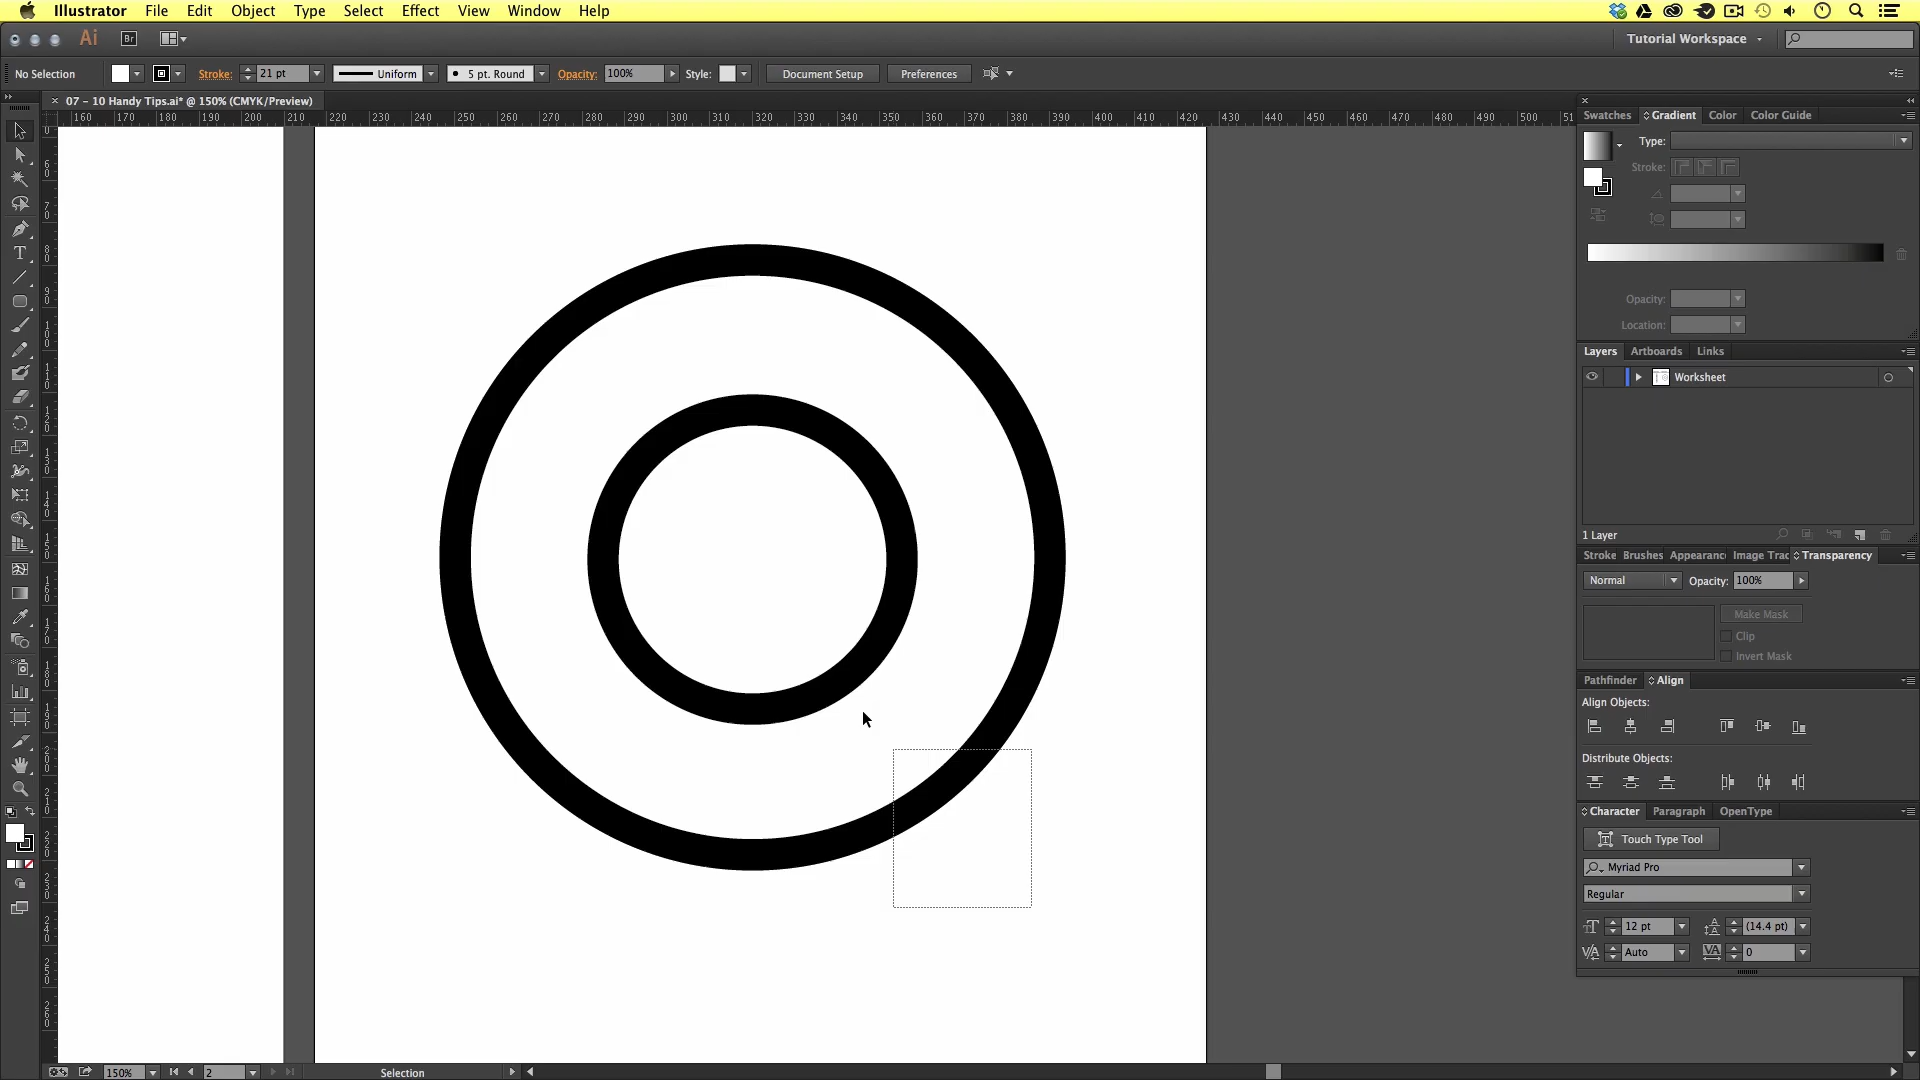 Illustrator File Edit Object Type Select Effect View Window Help
Ai Br Tutorial Workspace
No Selection Stroke: 21 pt Uniform 5 pt. Round Opacity: 100% Style: Document Setup Preferences
07 - 10 Handy Tips.ai* @ 150% (CMYK/Preview)
160 170 180 190 200 210 220 230 240 250 260 270 280 290 300 310 320 330 340 350 360 370 380 390 400 410 420 430 440 450 460 470 480 490 500 51
Swatches Gradient Color Color Guide
Type:
Stroke:
Opacity:
Location:
Layers Artboards Links
Worksheet
1 Layer
Stroke Brushes Appearanc Image Trac Transparency
Normal Opacity: 100%
Make Mask
Clip
Invert Mask
Pathfinder Align
Align Objects:
Distribute Objects:
Character Paragraph OpenType
Touch Type Tool
Myriad Pro
Regular
12 pt (14.4 pt)
Auto 0
150% 2 Selection